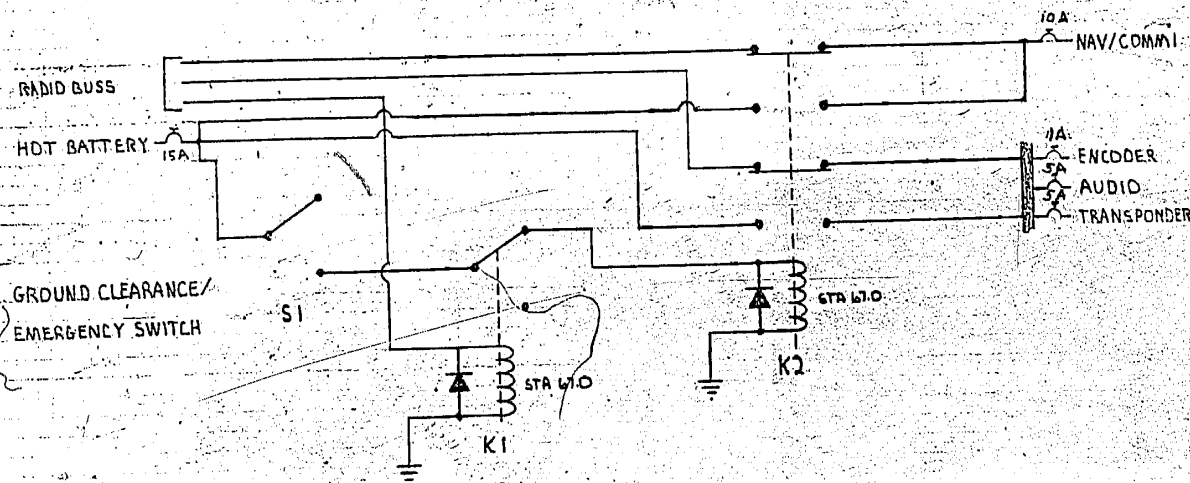 10A
NAV/COMM1
RADIO BUSS
HOT BATTERY
15A
1A
ENCODER
5A
AUDIO
5A
TRANSPONDER
GROUND CLEARANCE/
EMERGENCY SWITCH
S1
STA 67.0
K2
STA 67.0
K1